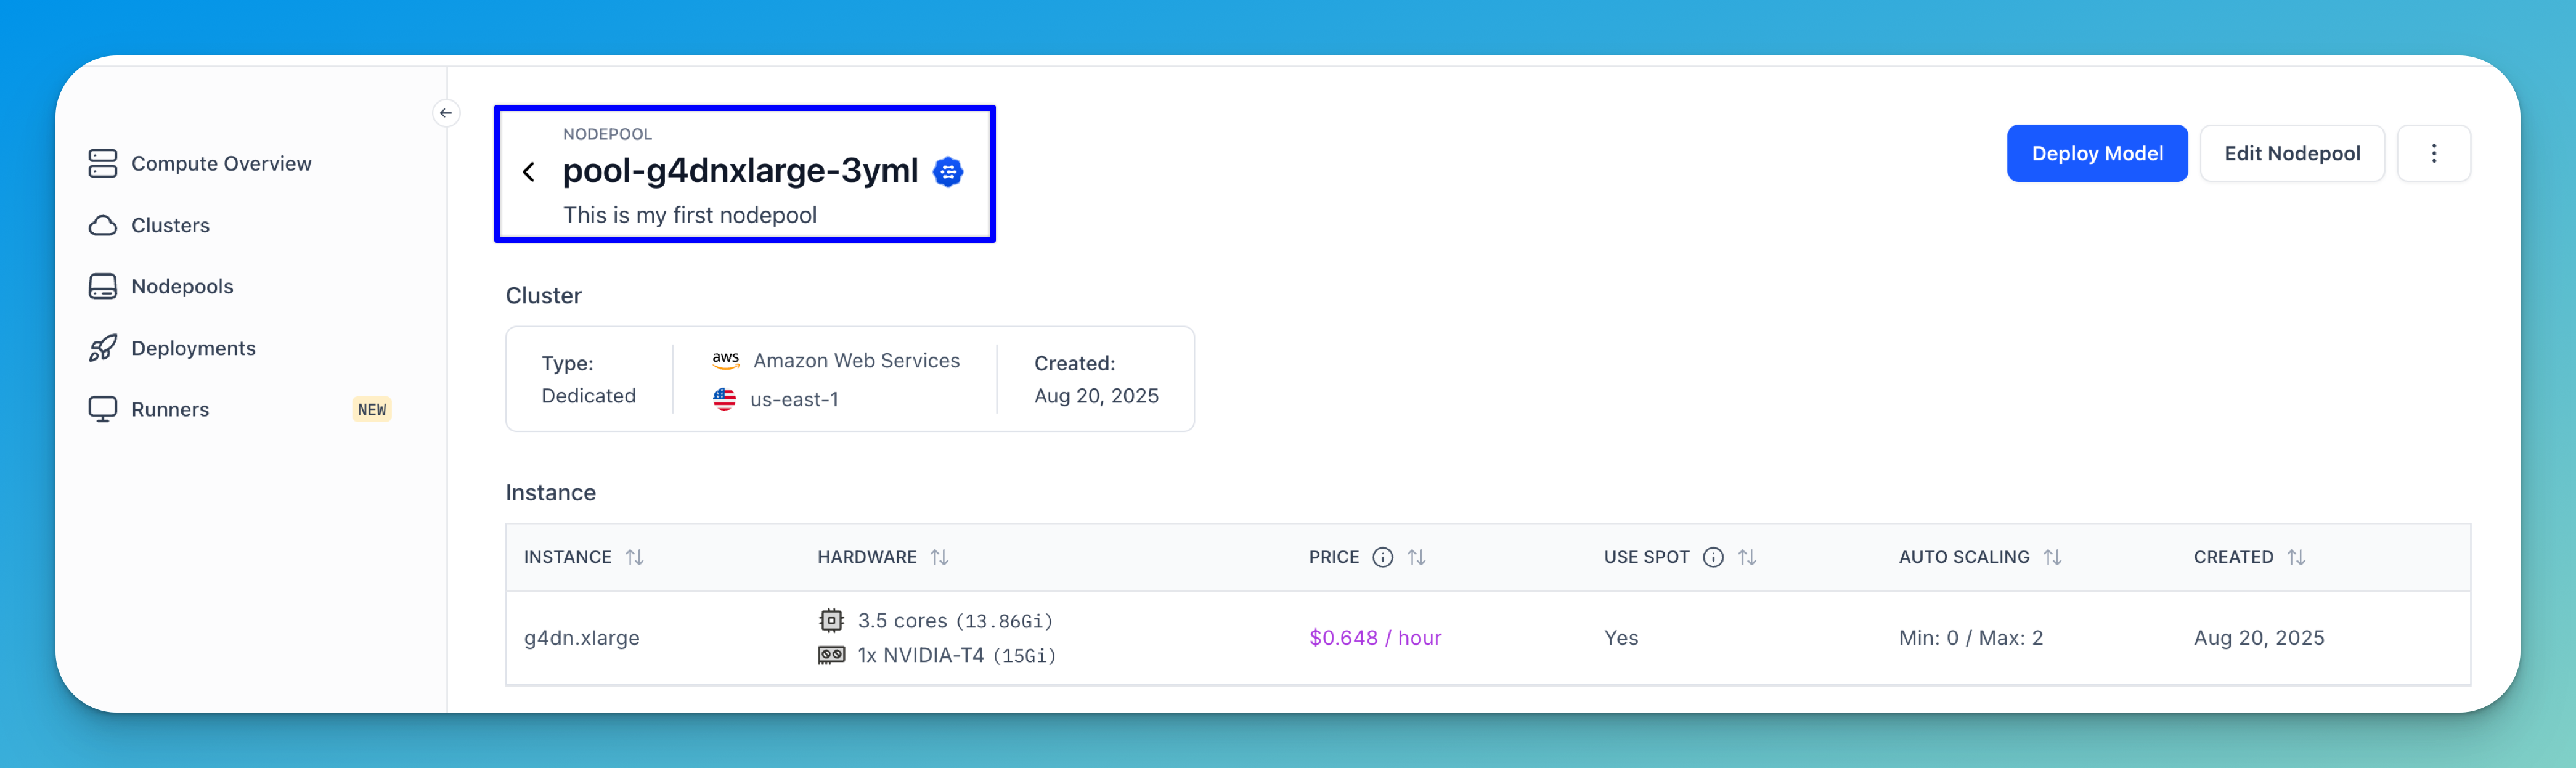 Compute Overview
Clusters
Nodepools
Deployments
Runners NEW
NODEPOOL
pool-g4dnxlarge-3yml
This is my first nodepool
Deploy Model
Edit Nodepool
Cluster
Type:
Dedicated
aws Amazon Web Services
us-east-1
Created:
Aug 20, 2025
Instance
INSTANCE HARDWARE PRICE USE SPOT AUTO SCALING CREATED
g4dn.xlarge 3.5 cores (13.86Gi) $0.648 / hour Yes Min: 0 / Max: 2 Aug 20, 2025
1x NVIDIA-T4 (15Gi)